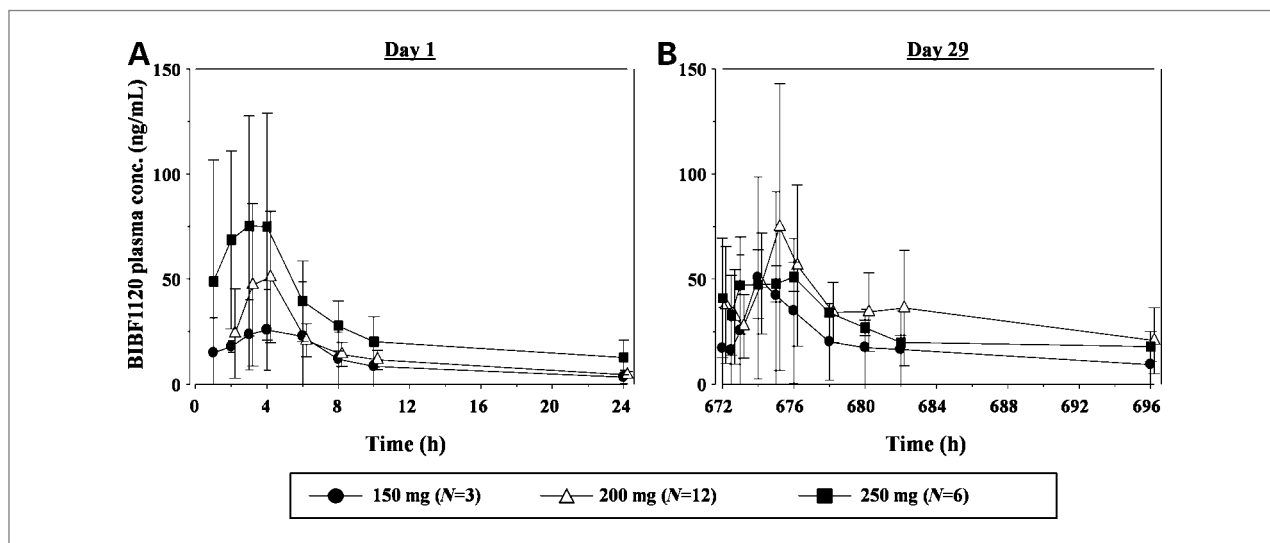 A
Day 1
B
Day 29
BIBF1120 plasma conc. (ng/mL)
150
100
50
0
0 4 8 12 16 20 24
Time (h)
150
100
50
0
672 676 680 684 688 692 696
Time (h)
150 mg (N=3) 200 mg (N=12) 250 mg (N=6)